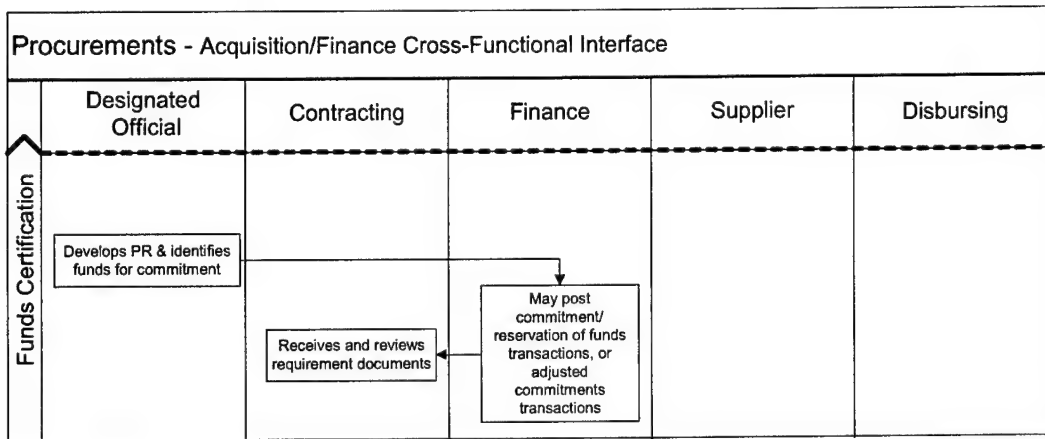 Procurements - Acquisition/Finance Cross-Functional Interface
Designated
Official
Contracting
Finance
Supplier
Disbursing
Funds Certification
Develops PR & identifies
funds for commitment
May post
commitment/
reservation of funds
transactions, or
adjusted
commitments
transactions
Receives and reviews
requirement documents